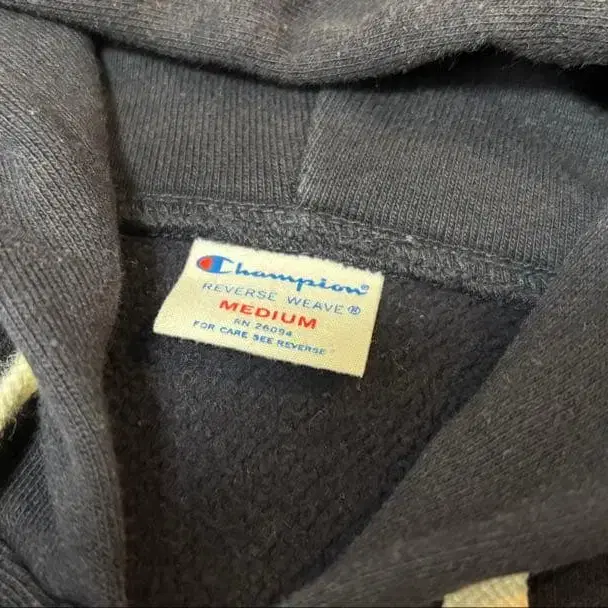 Champion®
REVERSE WEAVE®
MEDIUM
RN 26094
FOR CARE SEE REVERSE